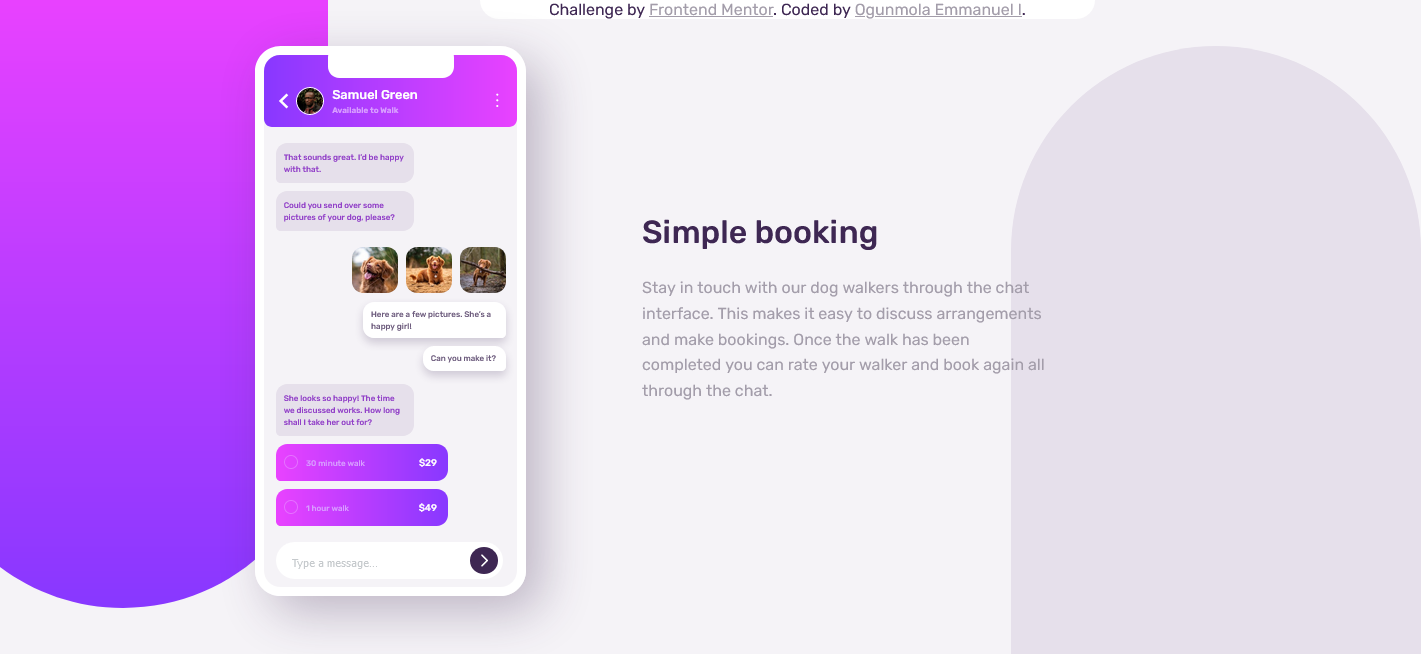 Challenge by Frontend Mentor. Coded by Ogunmola Emmanuel I.
Samuel Green
Available to Walk
That sounds great. I'd be happy
with that.
Could you send over some
pictures of your dog, please?
Here are a few pictures. She's a
happy girl!
Can you make it?
She looks so happy! The time
we discussed works. How long
shall I take her out for?
30 minute walk $29
1 hour walk $49
Type a message...
Simple booking
Stay in touch with our dog walkers through the chat
interface. This makes it easy to discuss arrangements
and make bookings. Once the walk has been
completed you can rate your walker and book again all
through the chat.